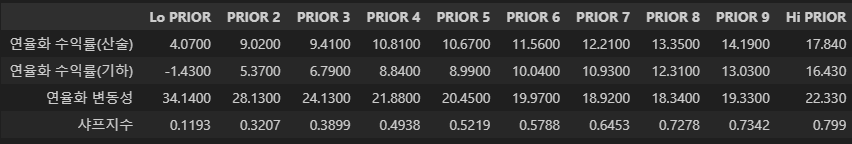 Lo PRIOR PRIOR 2 PRIOR 3 PRIOR 4 PRIOR 5 PRIOR 6 PRIOR 7 PRIOR 8 PRIOR 9 Hi PRIOR
연율화 수익률(산술) 4.0700 9.0200 9.4100 10.8100 10.6700 11.5600 12.2100 13.3500 14.1900 17.840
연율화 수익률(기하) -1.4300 5.3700 6.7900 8.8400 8.9900 10.0400 10.9300 12.3100 13.0300 16.430
연율화 변동성 34.1400 28.1300 24.1300 21.8800 20.4500 19.9700 18.9200 18.3400 19.3300 22.330
샤프지수 0.1193 0.3207 0.3899 0.4938 0.5219 0.5788 0.6453 0.7278 0.7342 0.799